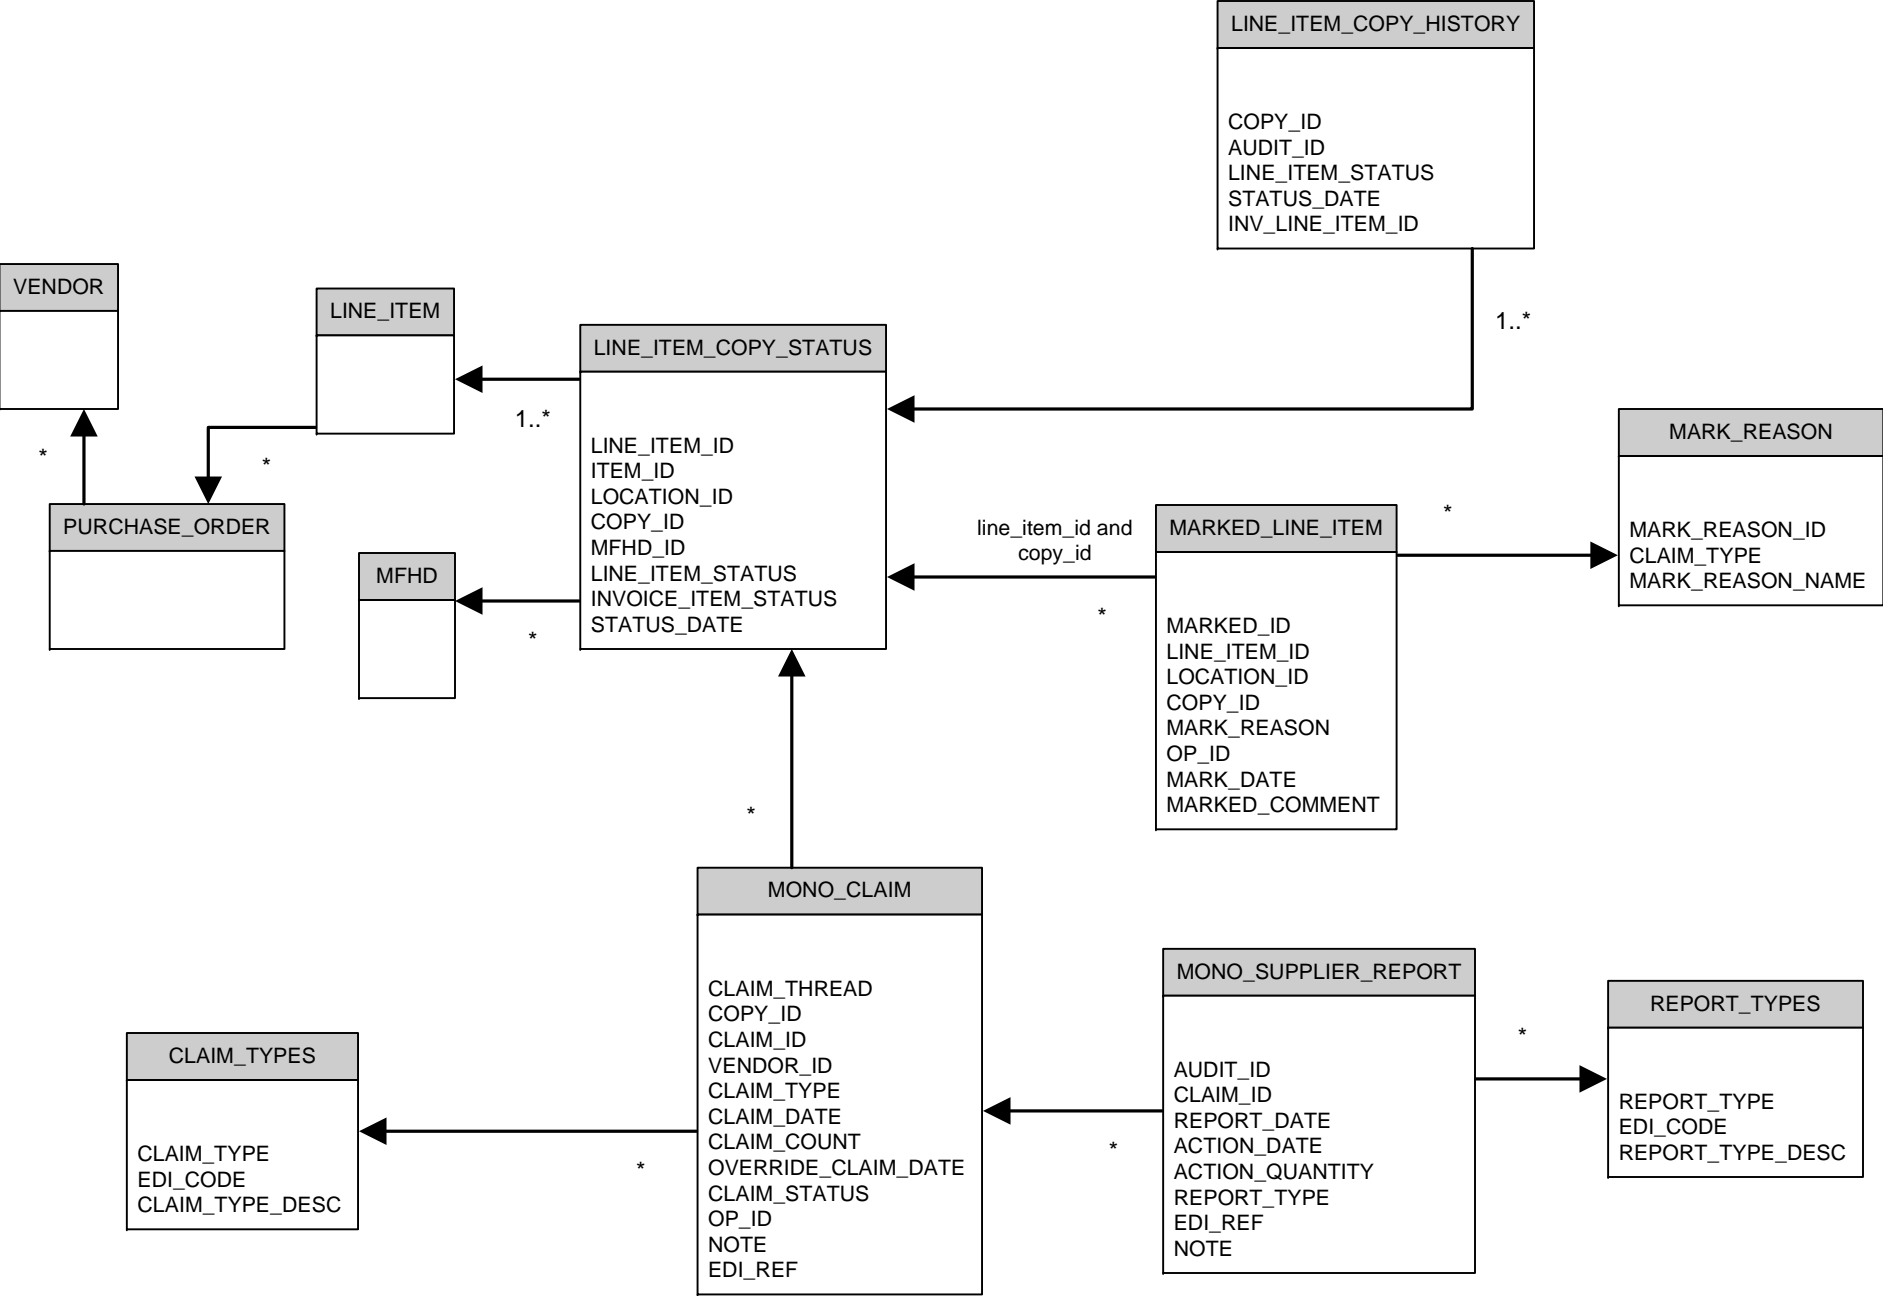 LINE_ITEM_COPY_HISTORY
COPY_ID
AUDIT_ID
LINE_ITEM_STATUS
STATUS_DATE
INV_LINE_ITEM_ID
1..*
VENDOR
*
LINE_ITEM
*
PURCHASE_ORDER
LINE_ITEM_COPY_STATUS
1..*
LINE_ITEM_ID
ITEM_ID
LOCATION_ID
COPY_ID
MFHD_ID
LINE_ITEM_STATUS
INVOICE_ITEM_STATUS
STATUS_DATE
MFHD
*
line_item_id and
copy_id
*
MARKED_LINE_ITEM
MARKED_ID
LINE_ITEM_ID
LOCATION_ID
COPY_ID
MARK_REASON
OP_ID
MARK_DATE
MARKED_COMMENT
*
MARK_REASON
MARK_REASON_ID
CLAIM_TYPE
MARK_REASON_NAME
*
MONO_CLAIM
CLAIM_THREAD
COPY_ID
CLAIM_ID
VENDOR_ID
CLAIM_TYPE
CLAIM_DATE
CLAIM_COUNT
OVERRIDE_CLAIM_DATE
CLAIM_STATUS
OP_ID
NOTE
EDI_REF
CLAIM_TYPES
CLAIM_TYPE
EDI_CODE
CLAIM_TYPE_DESC
*
MONO_SUPPLIER_REPORT
AUDIT_ID
CLAIM_ID
REPORT_DATE
ACTION_DATE
ACTION_QUANTITY
REPORT_TYPE
EDI_REF
NOTE
*
*
REPORT_TYPES
REPORT_TYPE
EDI_CODE
REPORT_TYPE_DESC